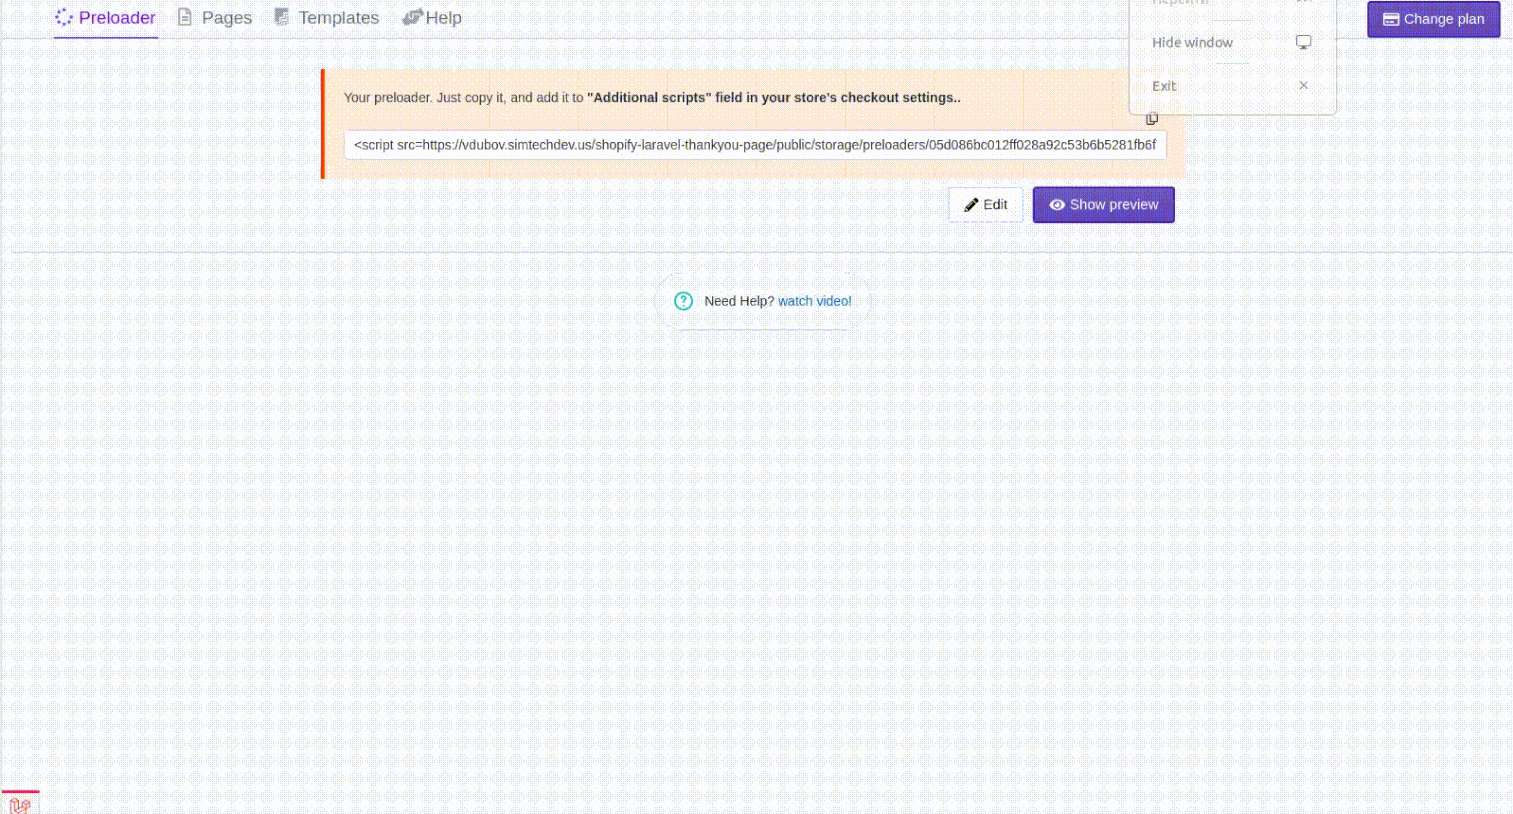 Preloader Pages Templates Help
Change plan
Hide window
Exit
Your preloader. Just copy it, and add it to "Additional scripts" field in your store's checkout settings..
<script src=https://vdubov.simtechdev.us/shopify-laravel-thankyou-page/public/storage/preloaders/05d086bc012ff028a92c53b6b5281fb6f
Edit
Show preview
Need Help? watch video!